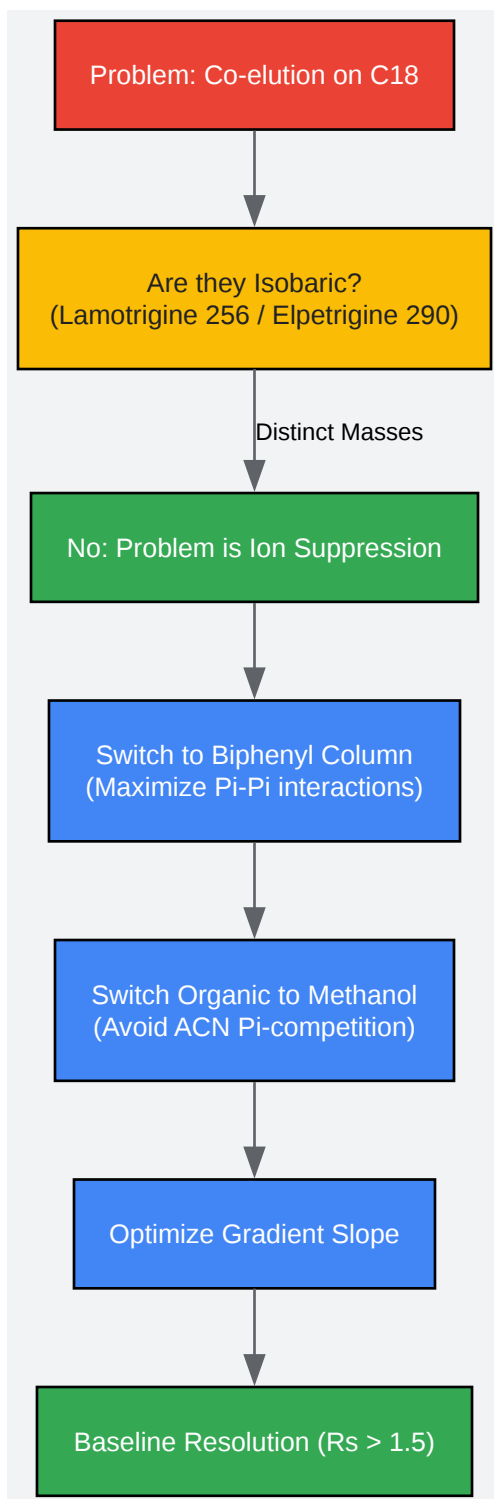 Problem: Co-elution on C18
Are they Isobaric?
(Lamotrigine 256 / Elpetrigine 290)
Distinct Masses
No: Problem is Ion Suppression
Switch to Biphenyl Column
(Maximize Pi-Pi interactions)
Switch Organic to Methanol
(Avoid ACN Pi-competition)
Optimize Gradient Slope
Baseline Resolution (Rs > 1.5)